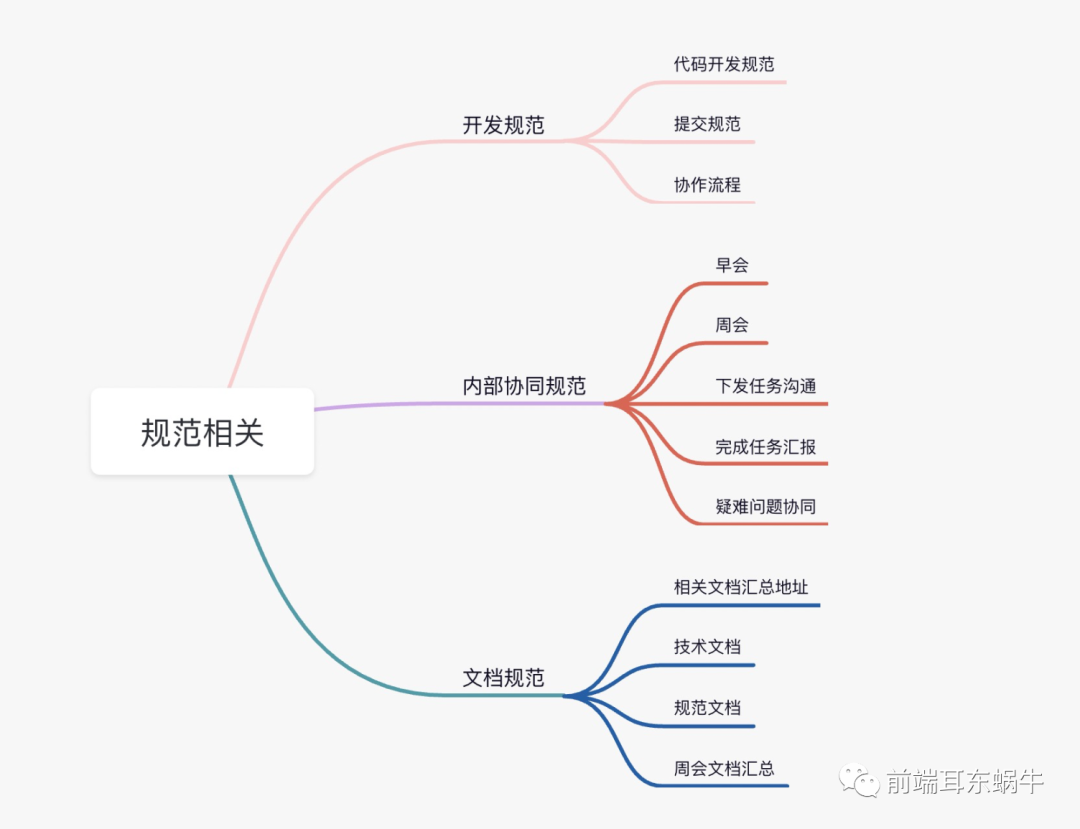 规范相关
开发规范
代码开发规范
提交规范
协作流程
内部协同规范
早会
周会
下发任务沟通
完成任务汇报
疑难问题协同
文档规范
相关文档汇总地址
技术文档
规范文档
周会文档汇总
前端耳东蜗牛